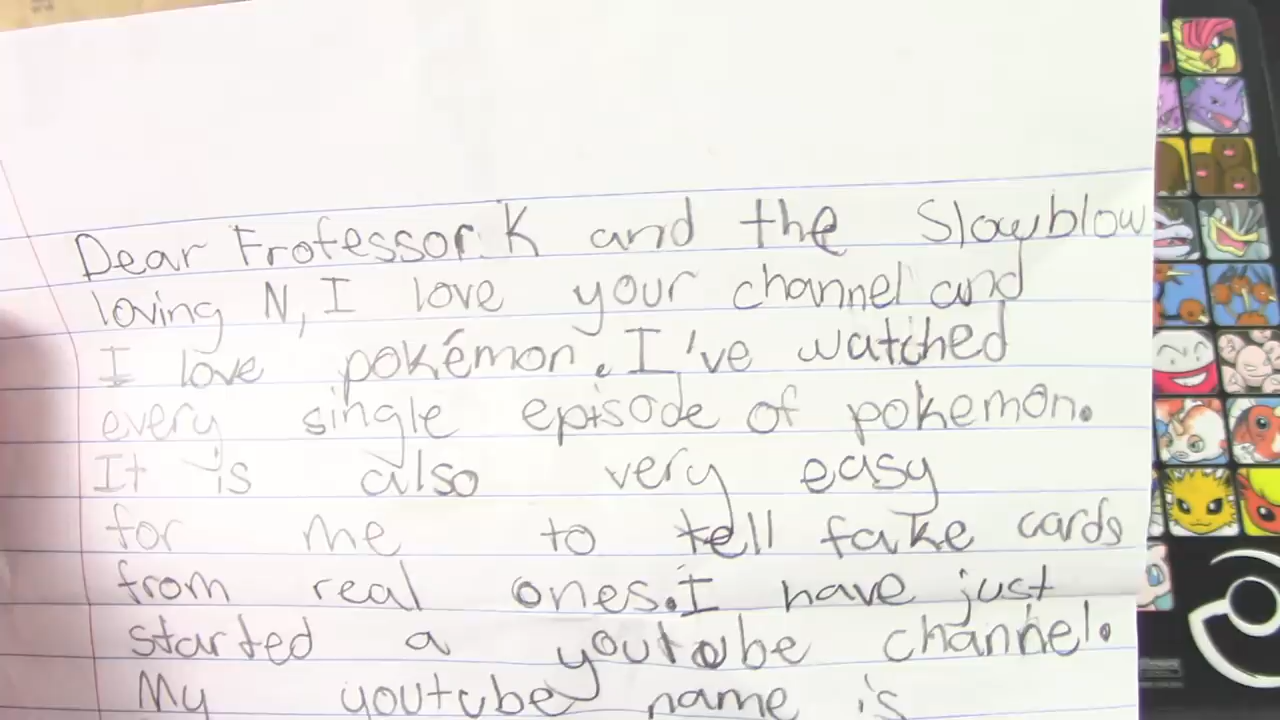 Dear Frofessor. K and the Slowblow
loving N, I love your channel and
I love pokémon. I've watched
every single episode of pokemon.
It is also very easy
for me to tell fake cards
from real ones. I have just
started a youtube channel.
My youtube name is